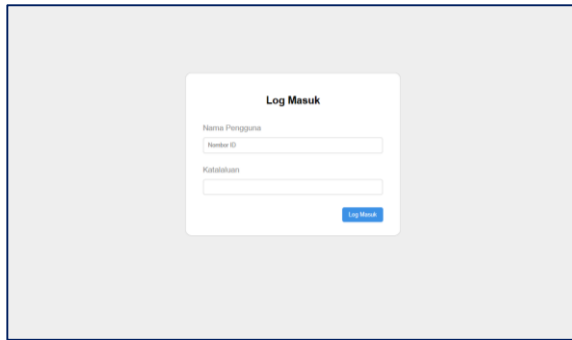 Log Masuk
Nama Pengguna
Nombor ID
Katalaluan
Log Masuk